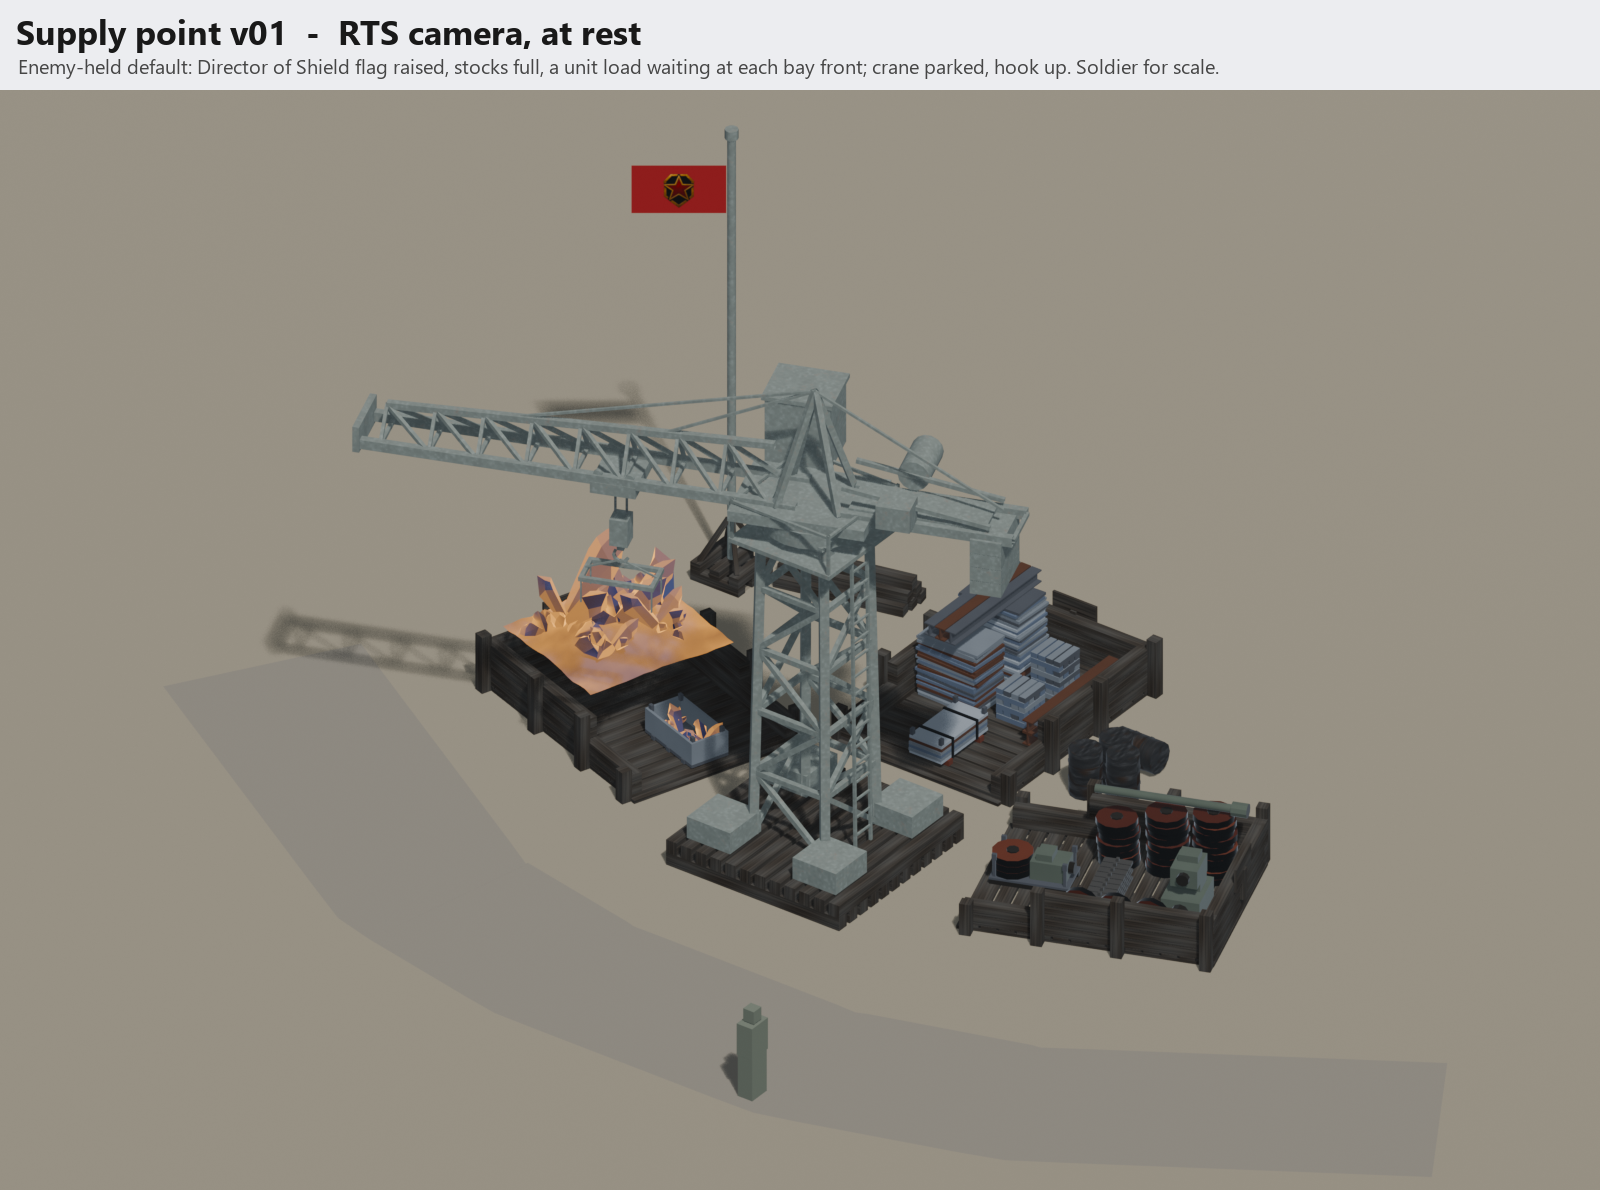 Supply point v01 - RTS camera, at rest
Enemy-held default: Director of Shield flag raised, stocks full, a unit load waiting at each bay front; crane parked, hook up. Soldier for scale.